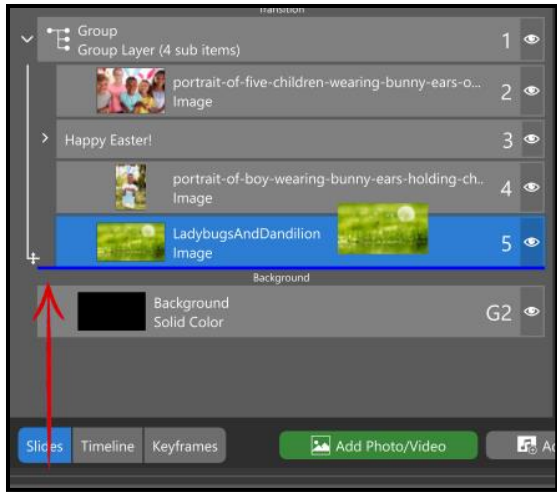 Transition
Group
Group Layer (4 sub items)
1
portrait-of-five-children-wearing-bunny-ears-o...
Image
2
Happy Easter!
3
portrait-of-boy-wearing-bunny-ears-holding-ch..
Image
4
LadybugsAndDandilion
Image
5
Background
Background
Solid Color
G2
Slides Timeline Keyframes Add Photo/Video